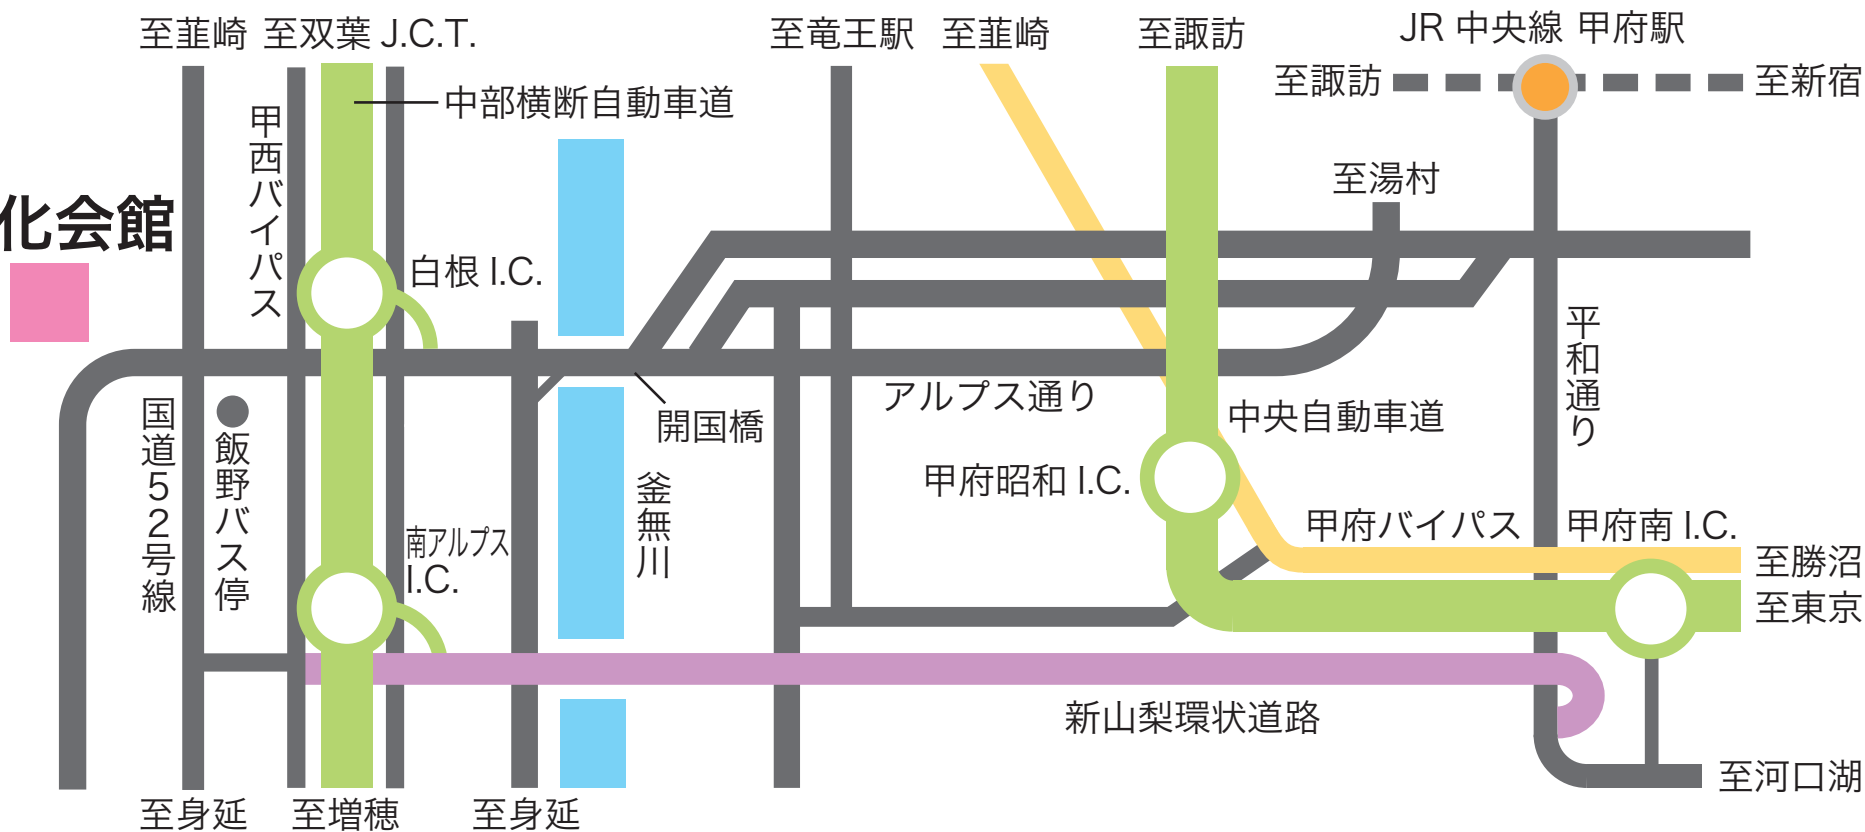 至韮崎
至双葉 J.C.T.
至竜王駅
至韮崎
至諏訪
JR 中央線 甲府駅
至諏訪
至新宿
中部横断自動車道
甲西バイパス
至湯村
化会館
白根 I.C.
平和通り
アルプス通り
開国橋
中央自動車道
国道52号線
飯野バス停
釜無川
甲府昭和 I.C.
南アルプス
I.C.
甲府バイパス
甲府南 I.C.
至勝沼
至東京
新山梨環状道路
至河口湖
至身延
至増穂
至身延